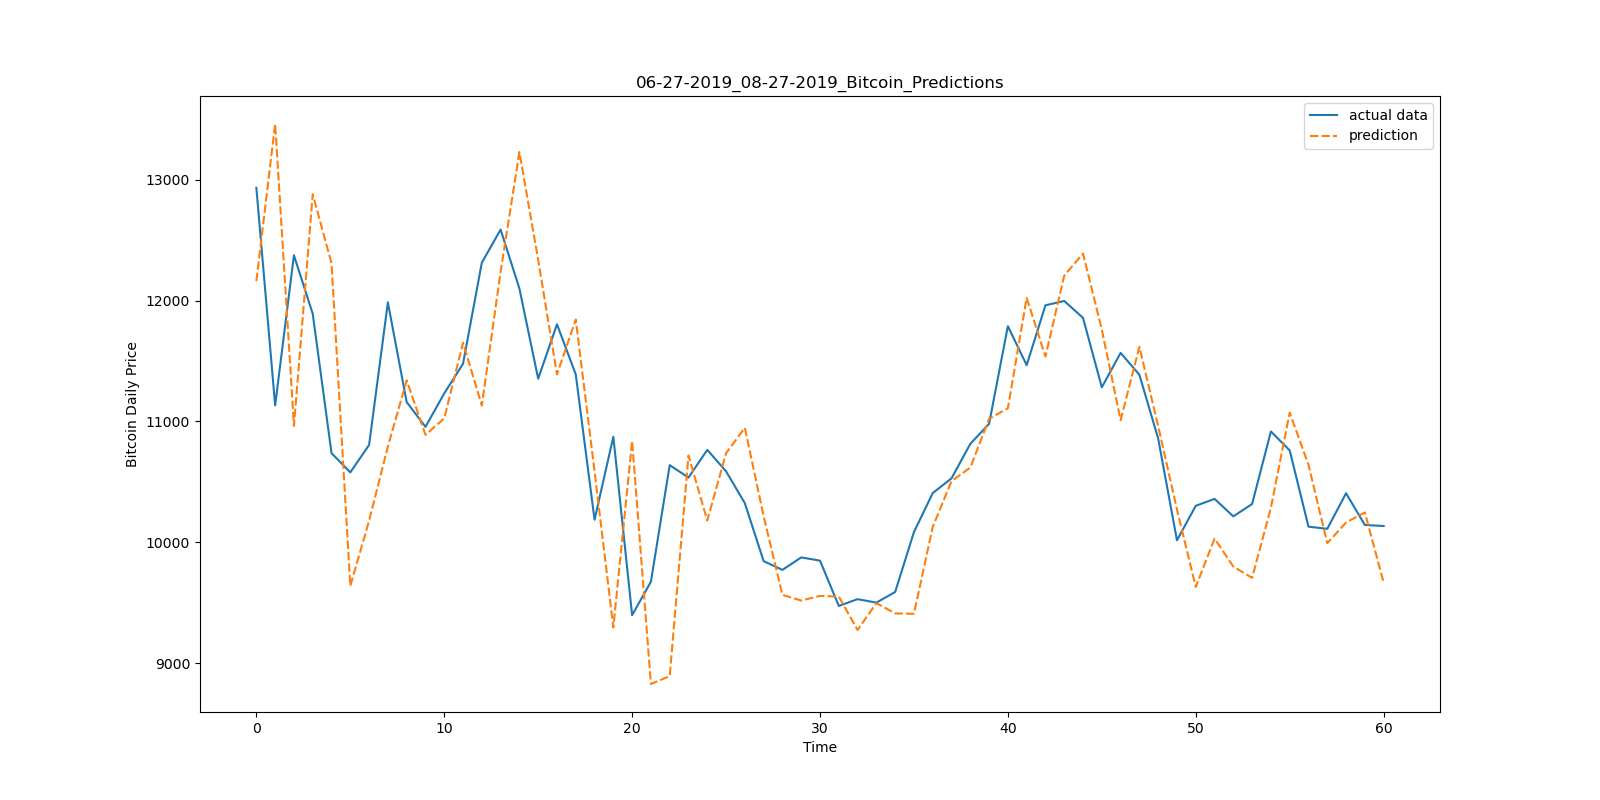 06-27-2019_08-27-2019_Bitcoin_Predictions
actual data
prediction
Bitcoin Daily Price
13000
12000
11000
10000
9000
0 10 20 30 40 50 60
Time